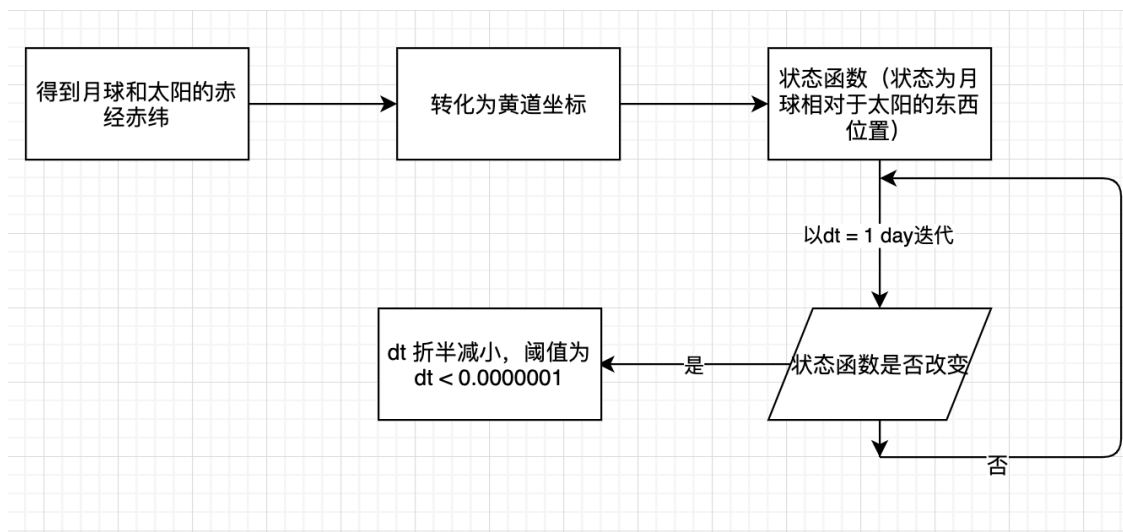 得到月球和太阳的赤
经赤纬
转化为黄道坐标
状态函数（状态为月
球相对于太阳的东西
位置）
以dt = 1 day迭代
状态函数是否改变
是
dt 折半减小，阈值为
dt < 0.0000001
否